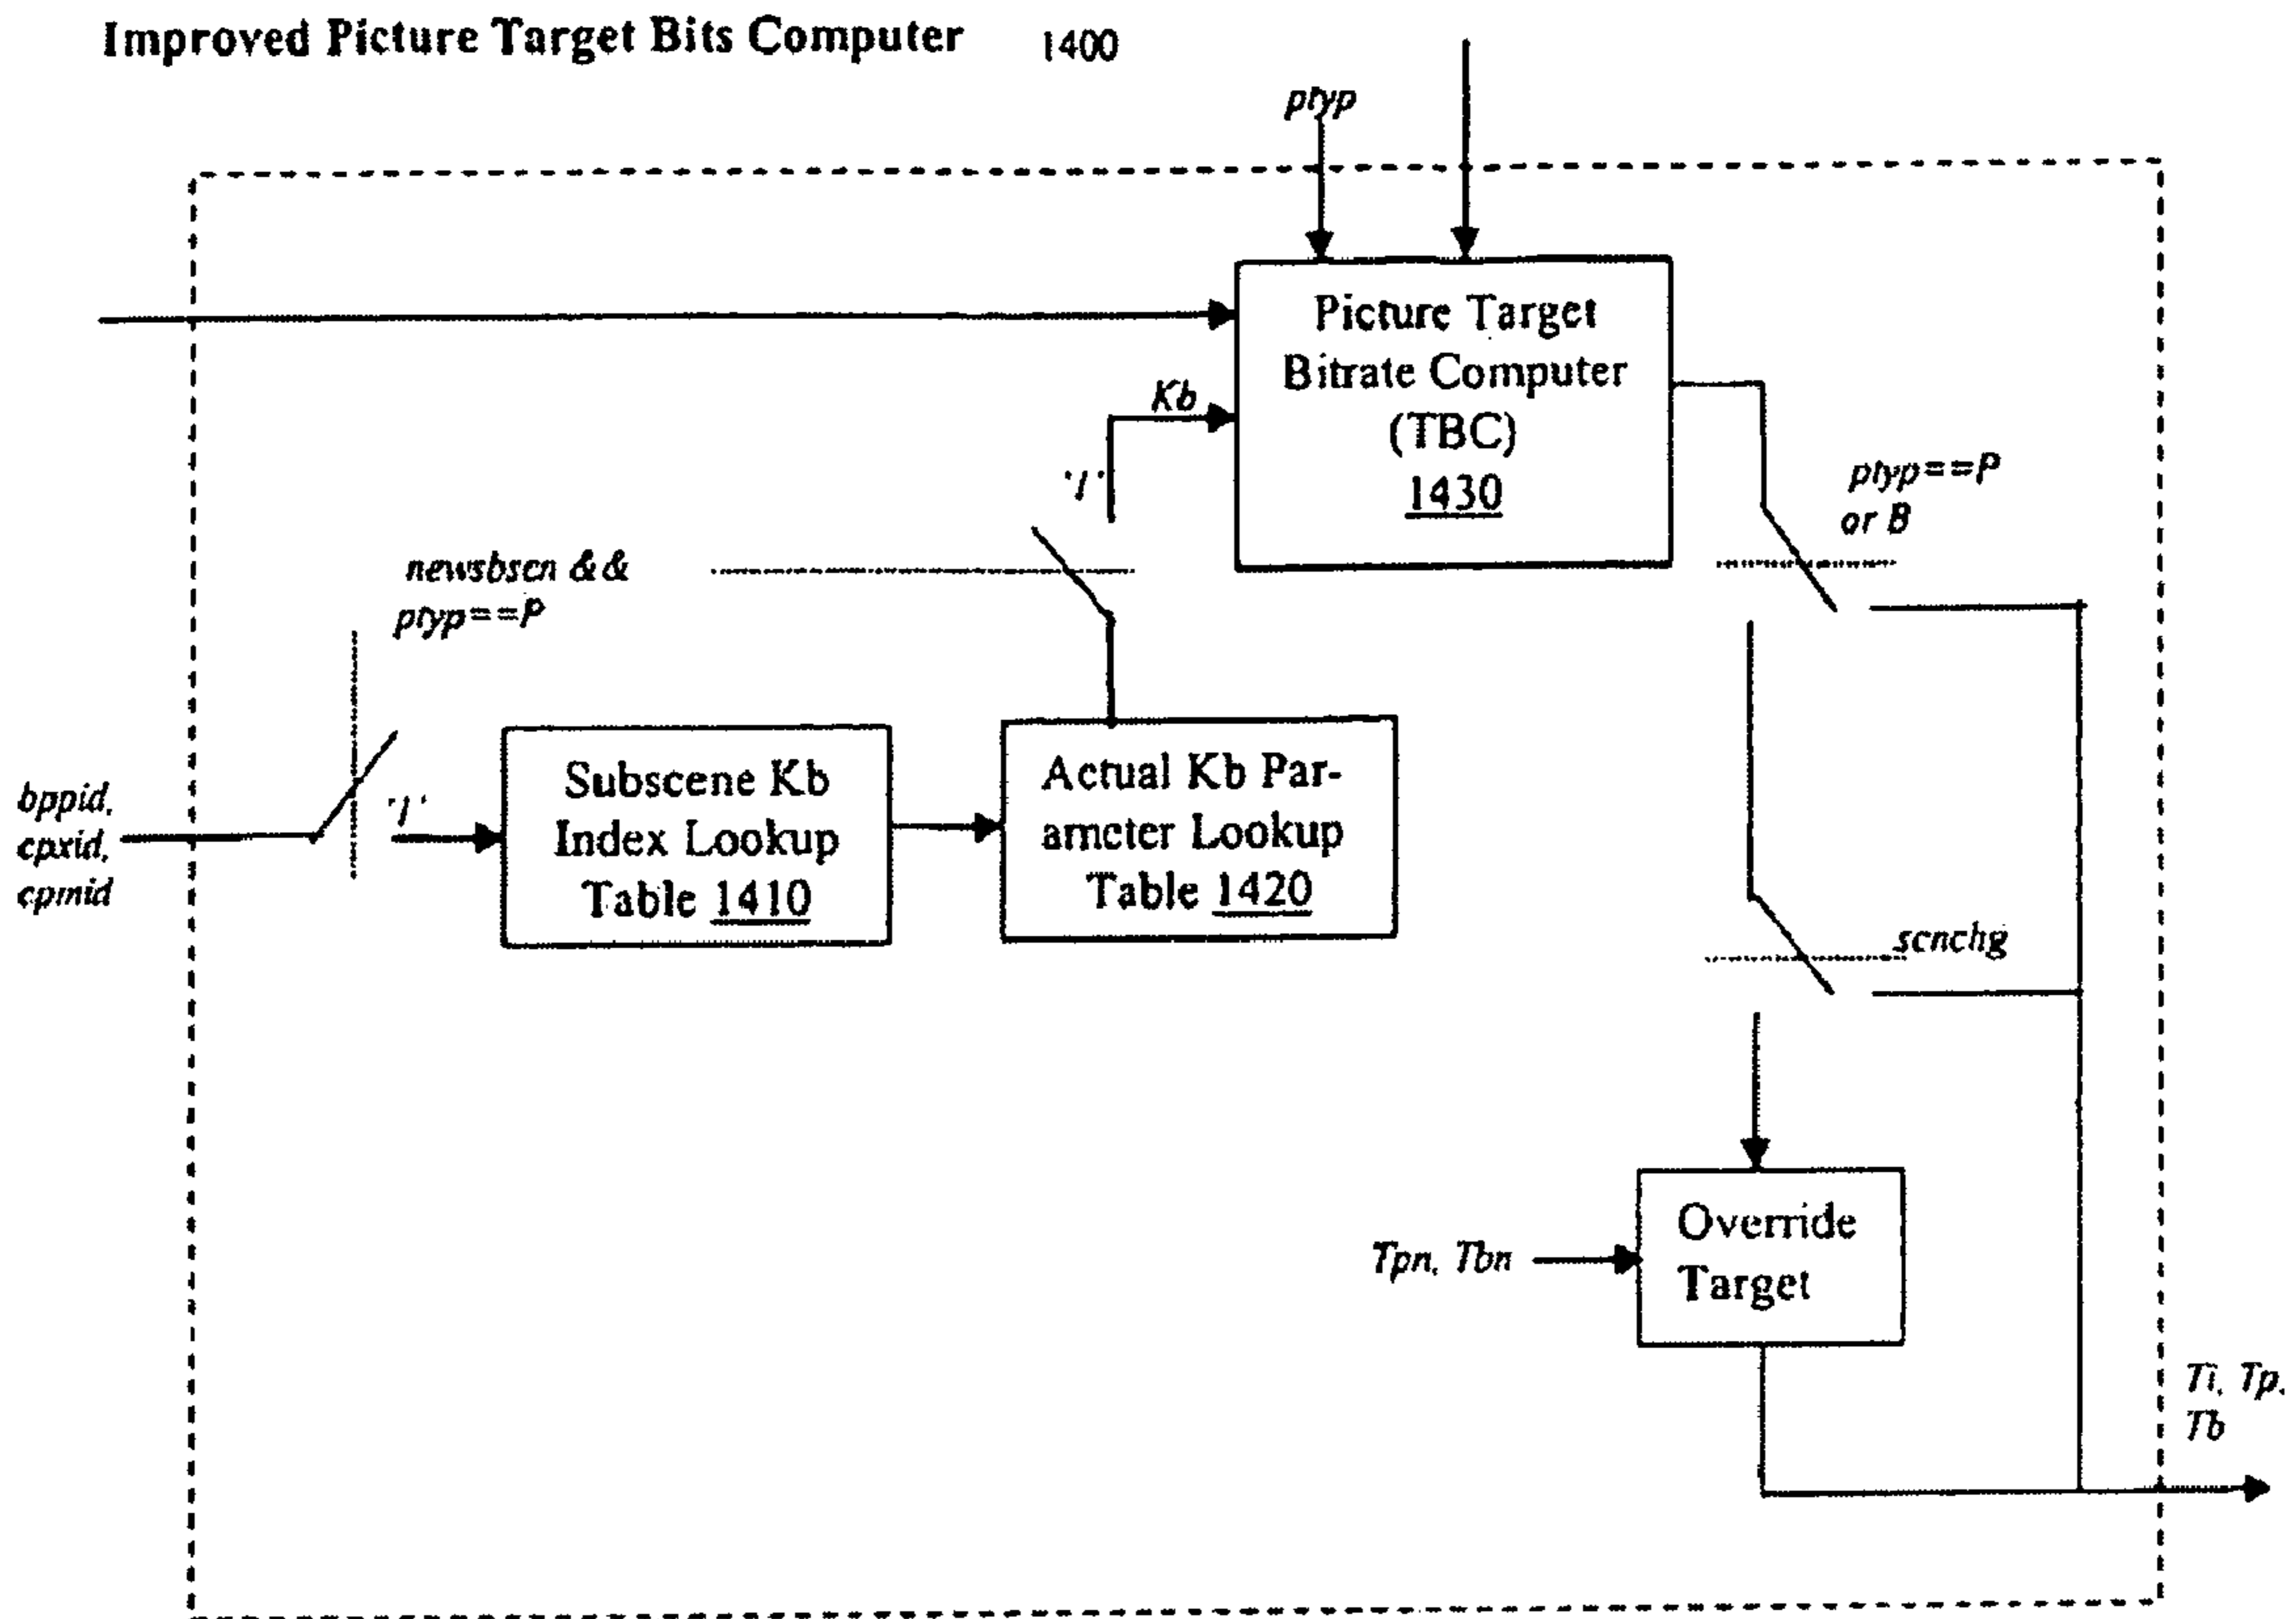 Improved Picture Target Bits Computer 1400
ptyp
Picture Target
Bitrate Computer
(TBC)
1430
Kb
'1'
ptyp==P
or B
newsbscn &&
ptyp==P
Subscene Kb
Index Lookup
Table 1410
Actual Kb Par-
ameter Lookup
Table 1420
bppid,
cpxid,
cpmid
'1'
scnchg
Override
Target
Tpn, Tbn
Ti, Tp,
Tb